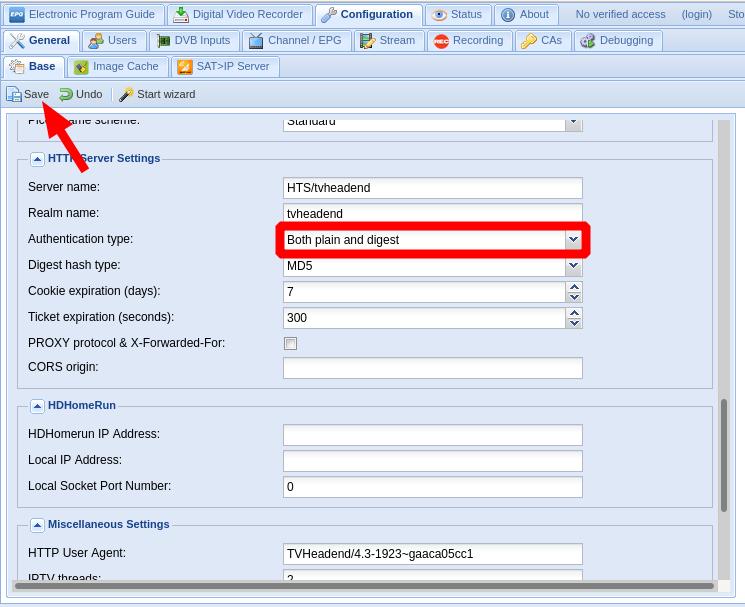 EPG Electronic Program Guide Digital Video Recorder Configuration Status About No verified access (login) Sto
General Users DVB Inputs Channel / EPG Stream REC Recording CAs Debugging
Base Image Cache SAT>IP Server
Save Undo Start wizard
name scheme: Standard
HTTP Server Settings
Server name: HTS/tvheadend
Realm name: tvheadend
Authentication type: Both plain and digest
Digest hash type: MD5
Cookie expiration (days): 7
Ticket expiration (seconds): 300
PROXY protocol & X-Forwarded-For:
CORS origin:
HDHomeRun
HDHomerun IP Address:
Local IP Address:
Local Socket Port Number: 0
Miscellaneous Settings
HTTP User Agent: TVHeadend/4.3-1923~gaaca05cc1
IPTV threads: 2